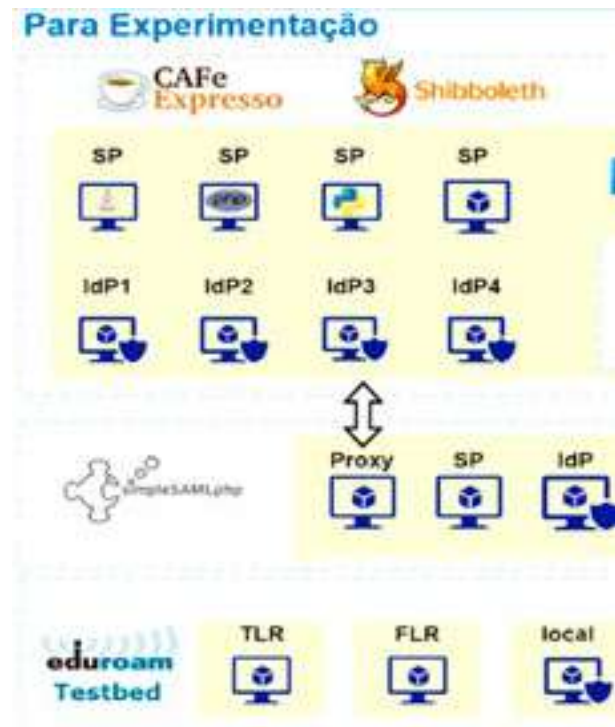 Para Experimentação
CAFe
Expresso
Shibboleth
SP SP SP SP
php
IdP1 IdP2 IdP3 IdP4
Proxy SP IdP
simpleSAMLphp
TLR FLR local
eduroam
Testbed